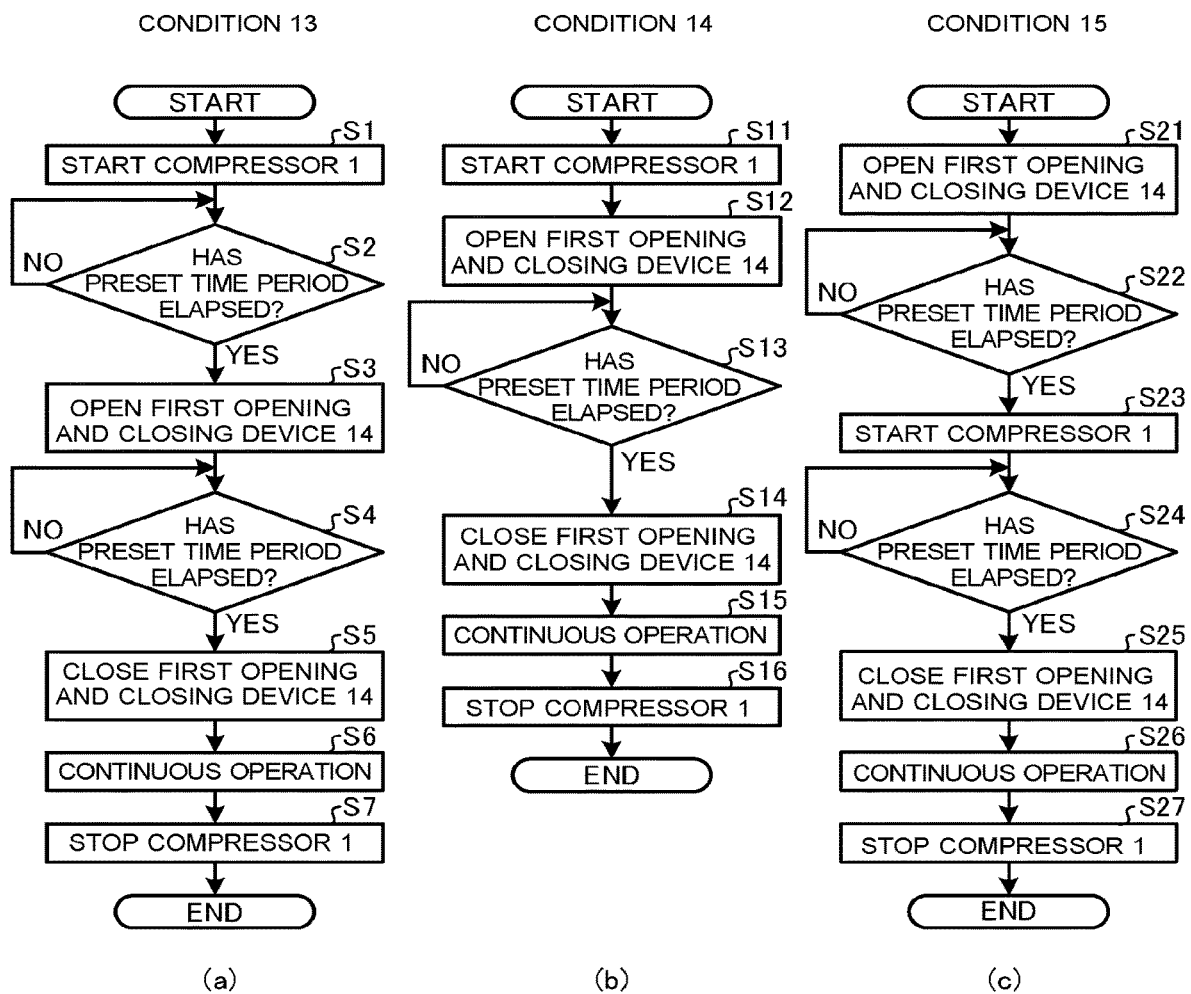 CONDITION 13
START
S1
START COMPRESSOR 1
S2
HAS
PRESET TIME PERIOD
ELAPSED?
NO
YES
S3
OPEN FIRST OPENING
AND CLOSING DEVICE 14
S4
HAS
PRESET TIME PERIOD
ELAPSED?
NO
YES
S5
CLOSE FIRST OPENING
AND CLOSING DEVICE 14
S6
CONTINUOUS OPERATION
S7
STOP COMPRESSOR 1
END
(a)
CONDITION 14
START
S11
START COMPRESSOR 1
S12
OPEN FIRST OPENING
AND CLOSING DEVICE 14
S13
HAS
PRESET TIME PERIOD
ELAPSED?
NO
YES
S14
CLOSE FIRST OPENING
AND CLOSING DEVICE 14
S15
CONTINUOUS OPERATION
S16
STOP COMPRESSOR 1
END
(b)
CONDITION 15
START
S21
OPEN FIRST OPENING
AND CLOSING DEVICE 14
S22
HAS
PRESET TIME PERIOD
ELAPSED?
NO
YES
S23
START COMPRESSOR 1
S24
HAS
PRESET TIME PERIOD
ELAPSED?
NO
YES
S25
CLOSE FIRST OPENING
AND CLOSING DEVICE 14
S26
CONTINUOUS OPERATION
S27
STOP COMPRESSOR 1
END
(c)